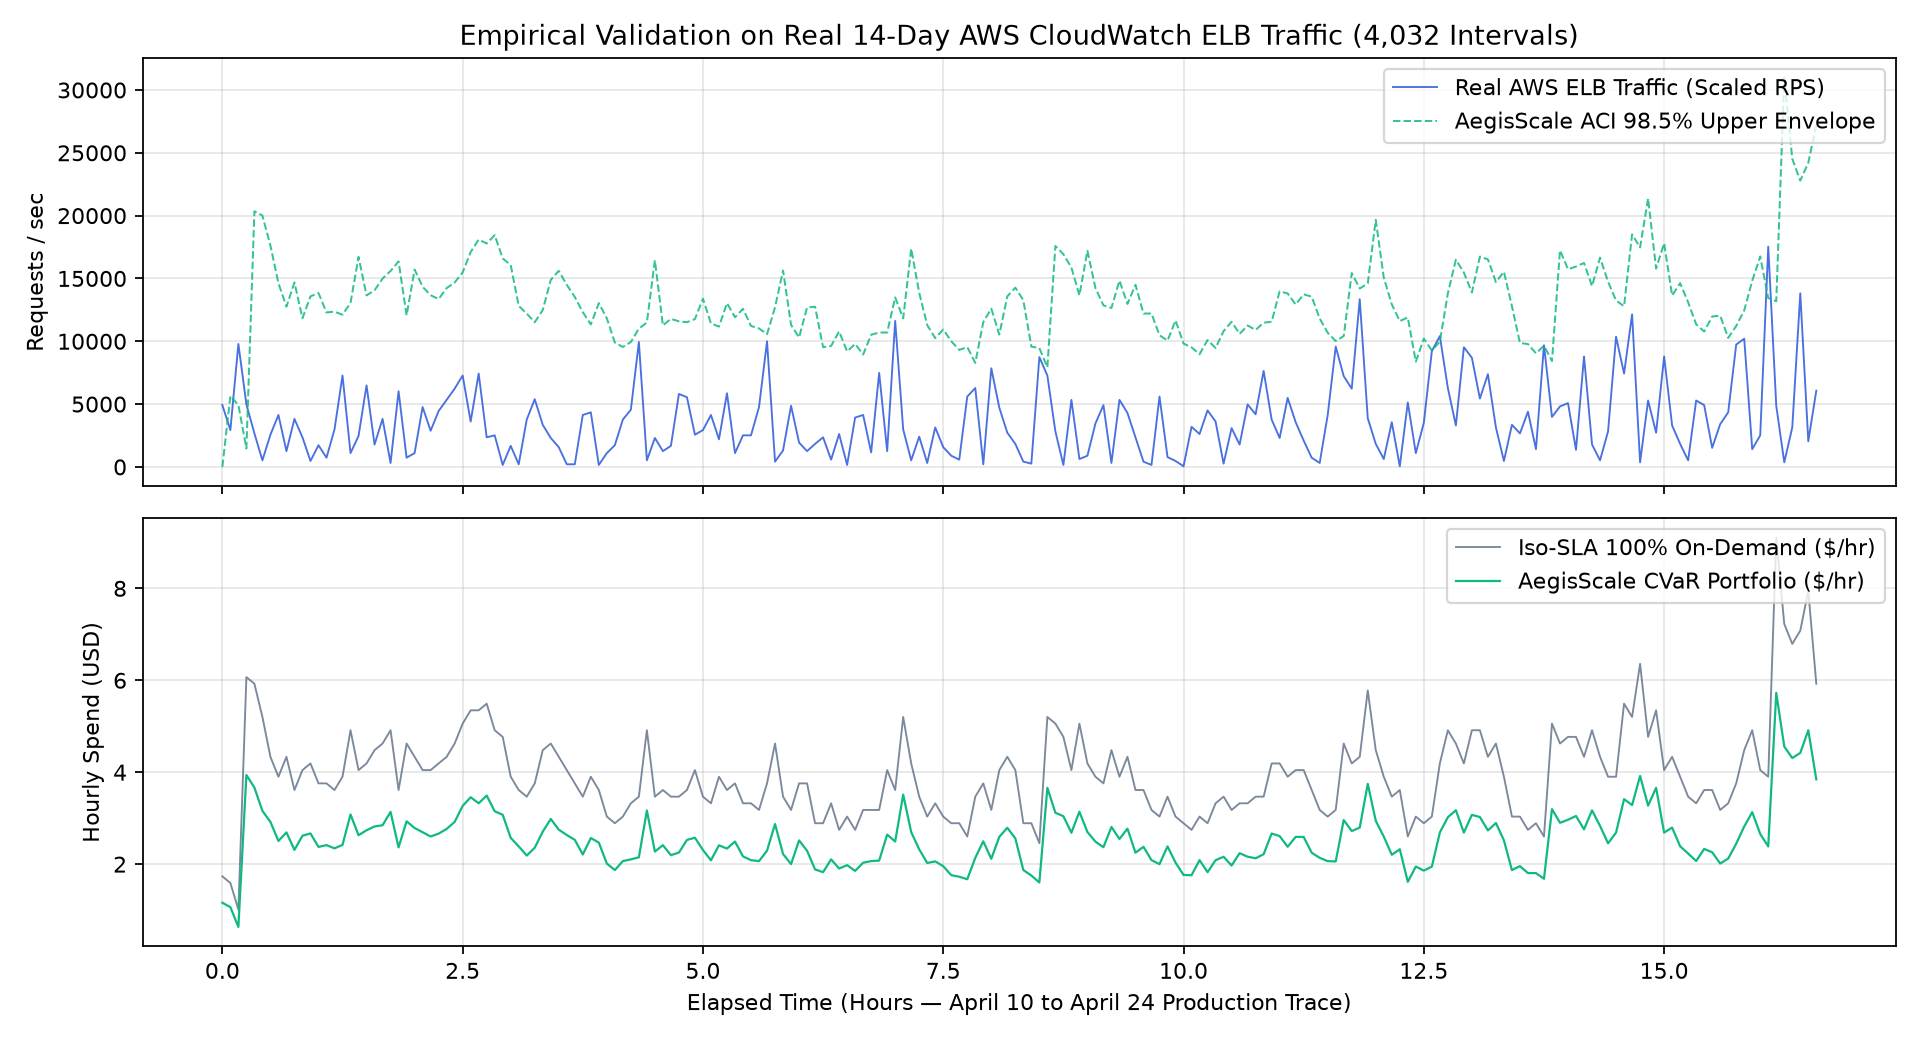 Empirical Validation on Real 14-Day AWS CloudWatch ELB Traffic (4,032 Intervals)
30000
25000
20000
15000
10000
5000
0
Requests / sec
Real AWS ELB Traffic (Scaled RPS)
AegisScale ACI 98.5% Upper Envelope
8
6
4
2
Hourly Spend (USD)
Iso-SLA 100% On-Demand ($/hr)
AegisScale CVaR Portfolio ($/hr)
0.0 2.5 5.0 7.5 10.0 12.5 15.0
Elapsed Time (Hours — April 10 to April 24 Production Trace)